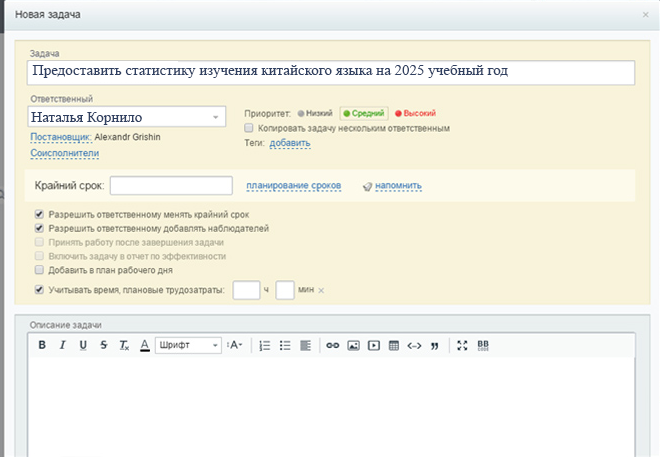 Новая задача
Задача
Предоставить статистику изучения китайского языка на 2025 учебный год
Ответственный
Наталья Корнило
Приоритет: Низкий Средний Высокий
Копировать задачу нескольким ответственным
Постановщик: Alexandr Grishin
Теги: добавить
Соисполнители
Крайний срок: планирование сроков напомнить
Разрешить ответственному менять крайний срок
Разрешить ответственному добавлять наблюдателей
Принять работу после завершения задачи
Включить задачу в отчет по эффективности
Добавить в план рабочего дня
Учитывать время, плановые трудозатраты: ч мин
Описание задачи
B I U S Tx A Шрифт A BB CODE